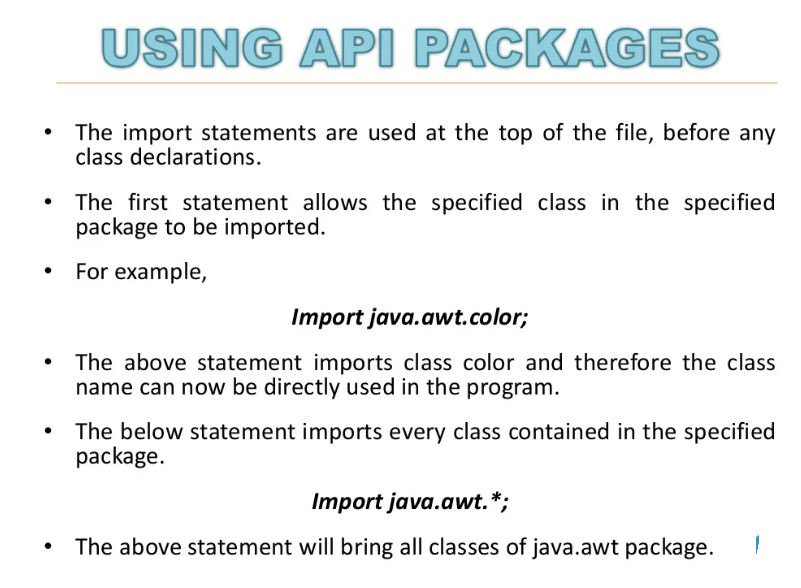 USING API PACKAGES
• The import statements are used at the top of the file, before any
class declarations.
• The first statement allows the specified class in the specified
package to be imported.
• For example,
Import java.awt.color;
• The above statement imports class color and therefore the class
name can now be directly used in the program.
• The below statement imports every class contained in the specified
package.
Import java.awt.*;
• The above statement will bring all classes of java.awt package.